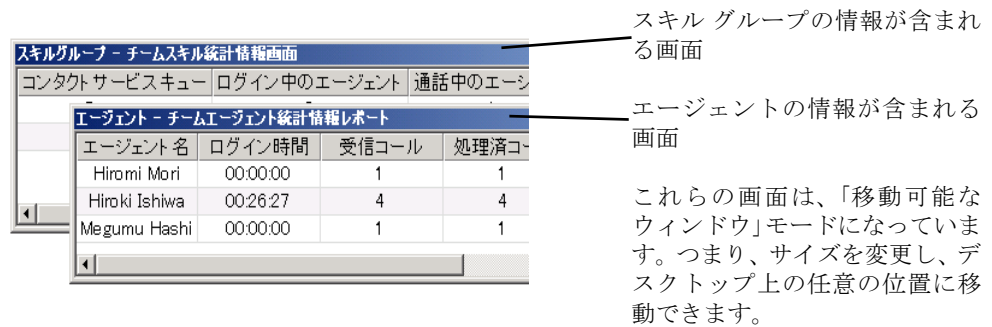 スキルグループ - チームスキル統計情報画面
コンタクト サービス キュー ログイン中のエージェント 通話中のエー
エージェント - チームエージェント統計情報レポート
エージェント名 ログイン時間 受信コール 処理済コー
Hiromi Mori 00:00:00 1 1
Hiroki Ishiwa 00:26:27 4 4
Megumu Hashi 00:00:00 1 1
スキル グループの情報が含まれ
る画面
エージェントの情報が含まれる
画面
これらの画面は、「移動可能な
ウィンドウ」モードになっていま
す。つまり、サイズを変更し、デ
スクトップ上の任意の位置に移
動できます。